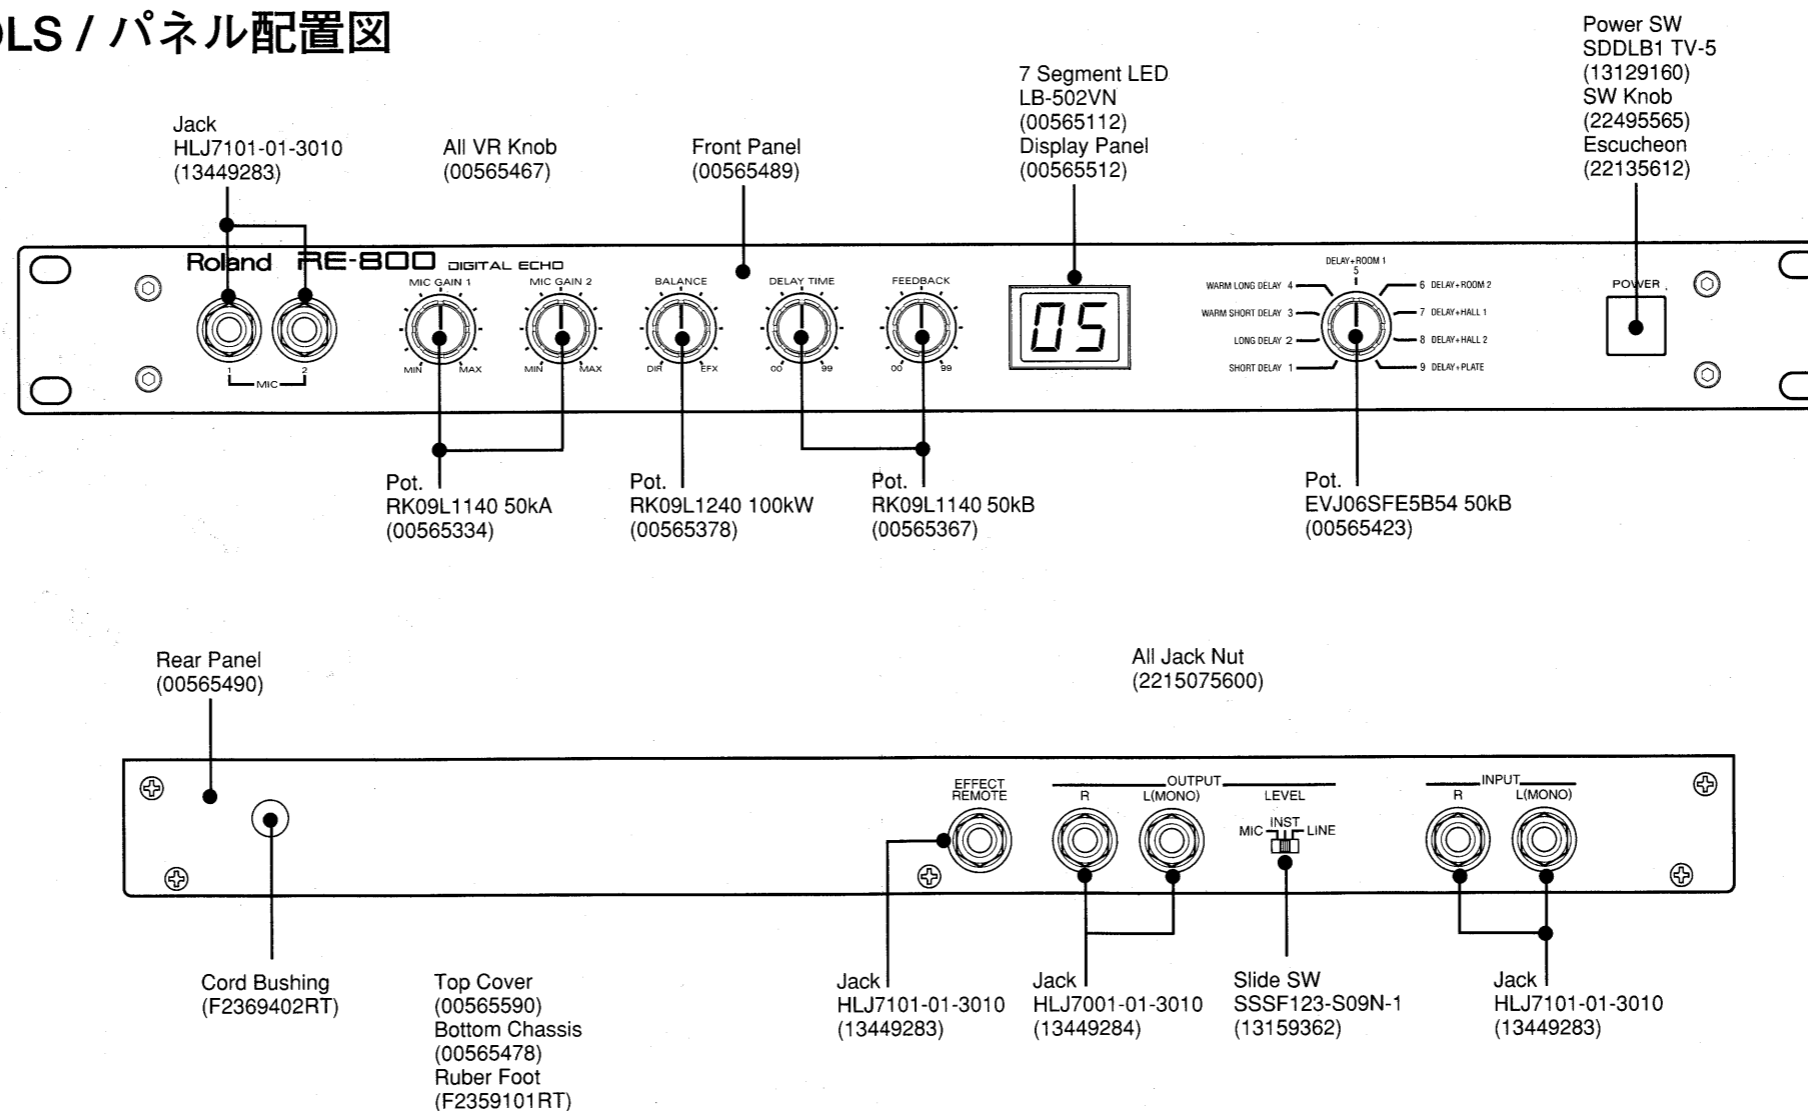 OLS / パネル配置図
Power SW
SDDLB1 TV-5
(13129160)
SW Knob
(22495565)
Escucheon
(22135612)
7 Segment LED
LB-502VN
(00565112)
Display Panel
(00565512)
Jack
HLJ7101-01-3010
(13449283)
All VR Knob
(00565467)
Front Panel
(00565489)
Roland RE-800 DIGITAL ECHO
MIC GAIN 1
MIC GAIN 2
BALANCE
DELAY TIME
FEEDBACK
1 2
MIC
MIN MAX
MIN MAX
DIR EFX
00 99
00 99
05
DELAY+ROOM 1
5
WARM LONG DELAY 4
WARM SHORT DELAY 3
LONG DELAY 2
SHORT DELAY 1
6 DELAY+ROOM 2
7 DELAY+HALL 1
8 DELAY+HALL 2
9 DELAY+PLATE
POWER
Pot.
RK09L1140 50kA
(00565334)
Pot.
RK09L1240 100kW
(00565378)
Pot.
RK09L1140 50kB
(00565367)
Pot.
EVJ06SFE5B54 50kB
(00565423)
Rear Panel
(00565490)
All Jack Nut
(2215075600)
EFFECT
REMOTE
OUTPUT
R L(MONO) LEVEL
MIC INST LINE
INPUT
R L(MONO)
Cord Bushing
(F2369402RT)
Top Cover
(00565590)
Bottom Chassis
(00565478)
Ruber Foot
(F2359101RT)
Jack
HLJ7101-01-3010
(13449283)
Jack
HLJ7001-01-3010
(13449284)
Slide SW
SSSF123-S09N-1
(13159362)
Jack
HLJ7101-01-3010
(13449283)